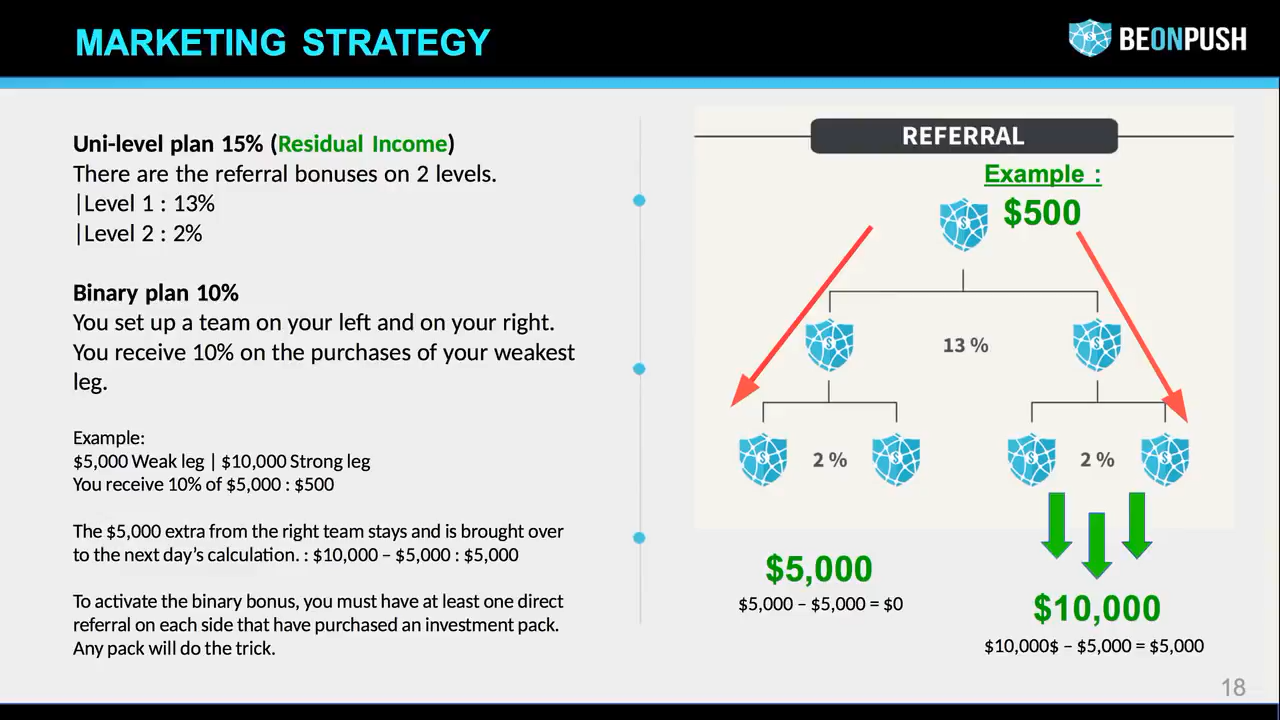 MARKETING STRATEGY
BEONPUSH
Uni-level plan 15% (Residual Income)
There are the referral bonuses on 2 levels.
|Level 1 : 13%
|Level 2 : 2%
Binary plan 10%
You set up a team on your left and on your right.
You receive 10% on the purchases of your weakest
leg.
Example:
$5,000 Weak leg | $10,000 Strong leg
You receive 10% of $5,000 : $500
The $5,000 extra from the right team stays and is brought over
to the next day’s calculation. : $10,000 – $5,000 : $5,000
To activate the binary bonus, you must have at least one direct
referral on each side that have purchased an investment pack.
Any pack will do the trick.
REFERRAL
Example :
$500
13 %
2 %
2 %
$5,000
$5,000 – $5,000 = $0
$10,000
$10,000$ – $5,000 = $5,000
18